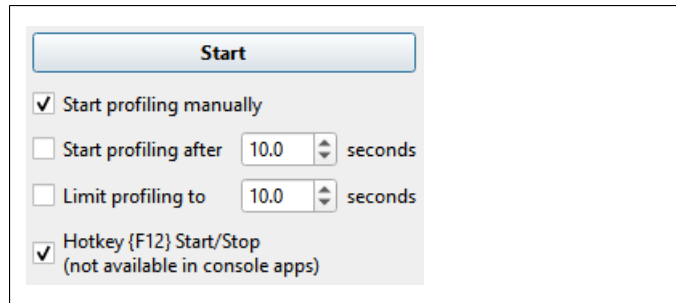 Start
Start profiling manually
Start profiling after 10.0 seconds
Limit profiling to 10.0 seconds
Hotkey {F12} Start/Stop
(not available in console apps)